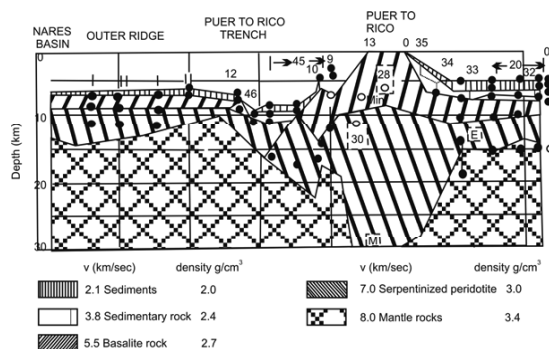 NARES BASIN
OUTER RIDGE
PUER TO RICO TRENCH
PUER TO RICO
13 0 35
45 9
10
12
46
28
Min
30
34
33
20
32
E
M
Depth (km)
0
10
20
30
v (km/sec) density g/cm³
2.1 Sediments 2.0
3.8 Sedimentary rock 2.4
5.5 Basalite rock 2.7
v (km/sec) density g/cm³
7.0 Serpentinized peridotite 3.0
8.0 Mantle rocks 3.4